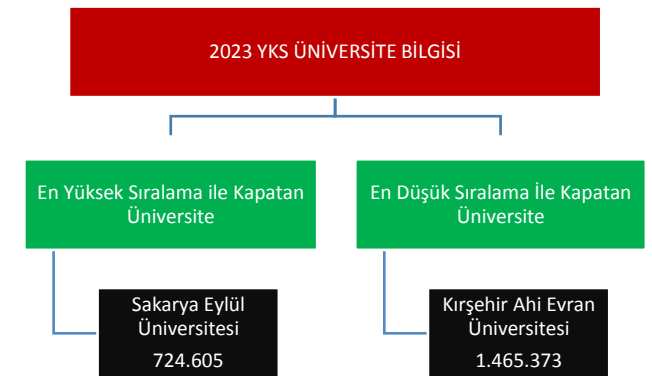 2023 YKS ÜNİVERSİTE BİLGİSİ
En Yüksek Sıralama ile Kapatan
Üniversite
Sakarya Eylül
Üniversitesi
724.605
En Düşük Sıralama İle Kapatan
Üniversite
Kırşehir Ahi Evran
Üniversitesi
1.465.373